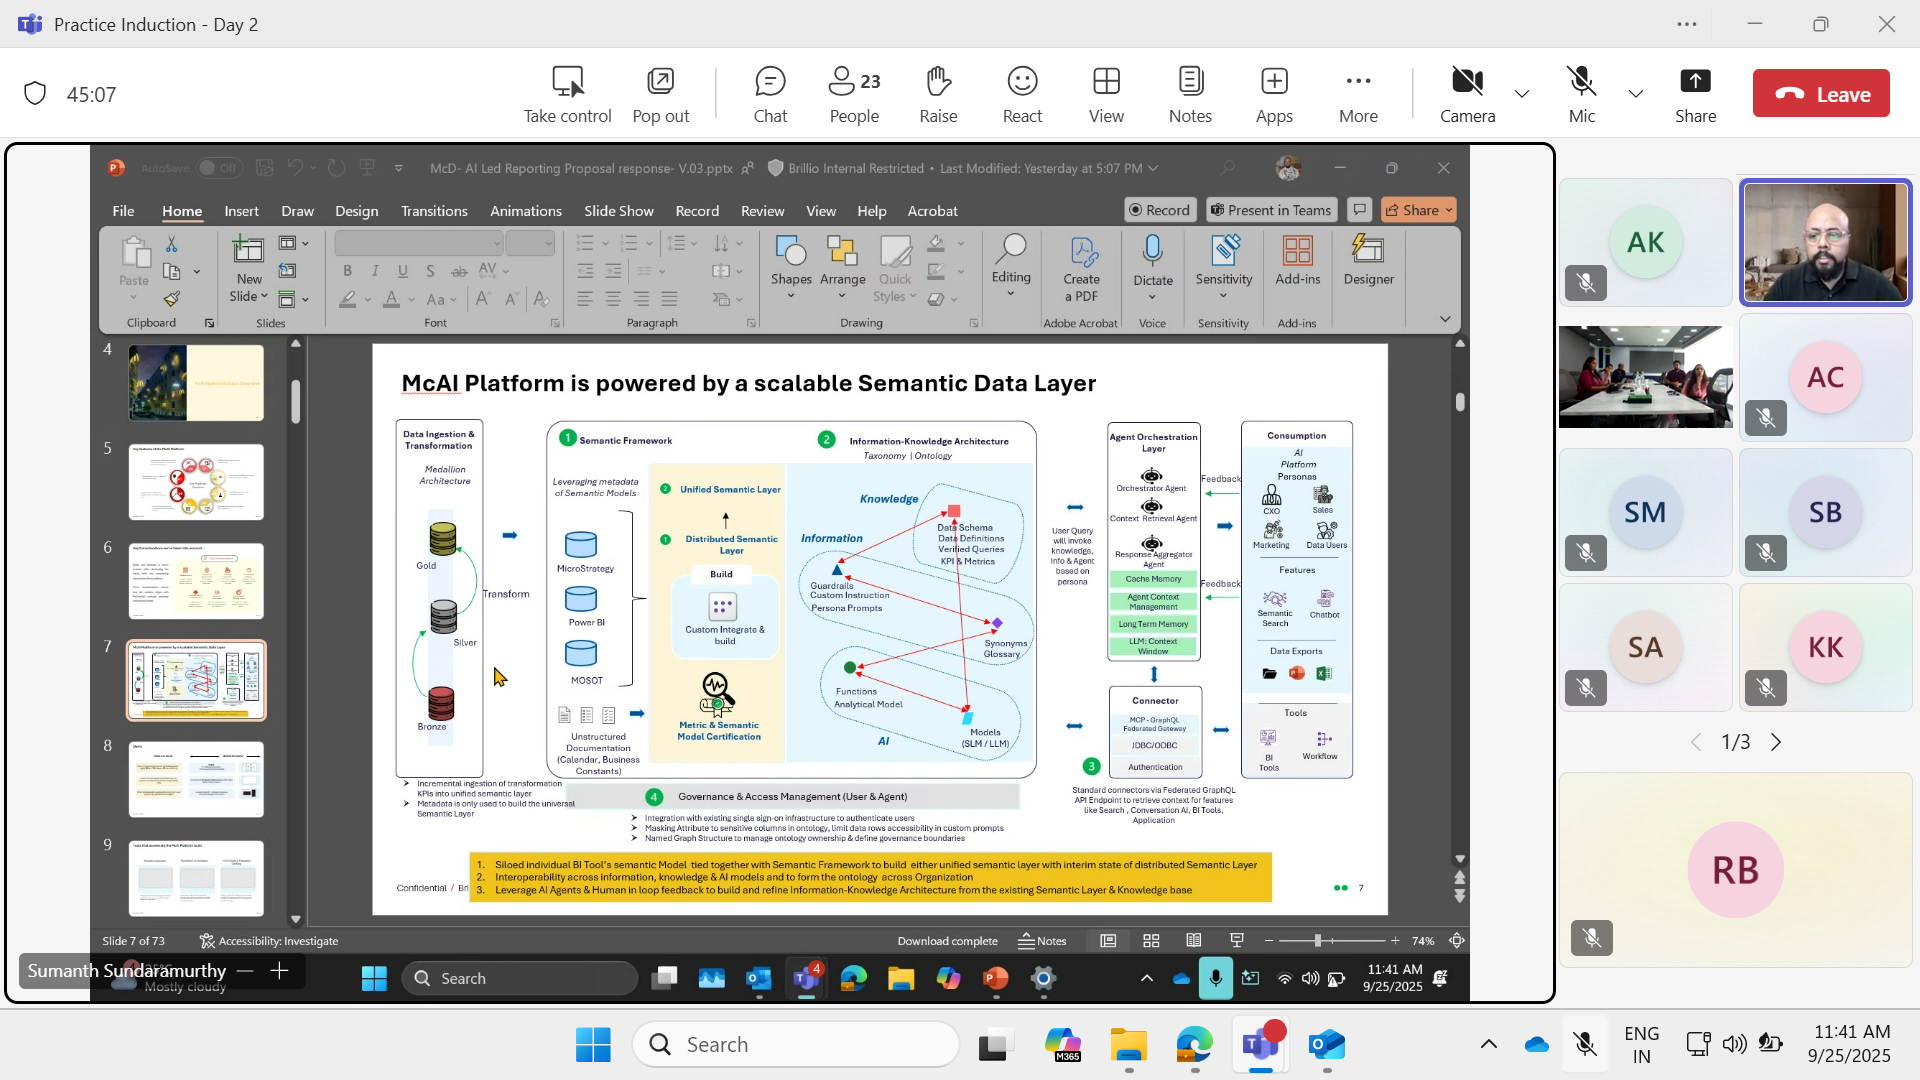 Practice Induction - Day 2
45:07
Take control
Pop out
Chat
23
People
Raise
React
View
Notes
Apps
More
Camera
Mic
Share
Leave
AutoSave
Off
McD- AI Led Reporting Proposal response- V.03.pptx
Brillio Internal Restricted • Last Modified: Yesterday at 5:07 PM
File
Home
Insert
Draw
Design
Transitions
Animations
Slide Show
Record
Review
View
Help
Acrobat
Record
Present in Teams
Share
Paste
New
Slide
Shapes
Arrange
Quick
Styles
Editing
Create
a PDF
Dictate
Sensitivity
Add-ins
Designer
Clipboard
Slides
Font
Paragraph
Drawing
Adobe Acrobat
Voice
Sensitivity
Add-ins
4
5
6
7
8
9
McAI Platform is powered by a scalable Semantic Data Layer
Data Ingestion &
Transformation
Medallion
Architecture
Gold
Transform
Silver
Bronze
1 Semantic Framework
Leveraging metadata
of Semantic Models
MicroStrategy
Power BI
MOSOT
Unstructured
Documentation
(Calendar, Business
Constants)
2 Unified Semantic Layer
1 Distributed Semantic
Layer
Build
Custom Integrate &
build
Metric & Semantic
Model Certification
2 Information-Knowledge Architecture
Taxonomy | Ontology
Knowledge
Data Schema
Data Definitions
Verified Queries
KPI & Metrics
Information
Guardrails
Custom Instruction
Persona Prompts
Synonyms
Glossary
Functions
Analytical Model
AI
Models
(SLM / LLM)
User Query
will invoke
knowledge,
Info & Agent
based on
persona
Agent Orchestration
Layer
Orchestrator Agent
Context Retrieval Agent
Response Aggregator
Agent
Cache Memory
Agent Context
Management
Long Term Memory
LLM: Context
Window
Feedback
Feedback
Connector
MCP - GraphQL
Federated Gateway
JDBC/ODBC
Authentication
3
Standard connectors via Federated GraphQL
API Endpoint to retrieve context for features
like Search , Conversation AI, BI Tools,
Application
Consumption
AI
Platform
Personas
CXO
Sales
Marketing
Data Users
Features
Semantic
Search
Chatbot
Data Exports
Tools
BI
Tools
Workflow
Incremental ingestion of transformation
KPIs into unified semantic layer
Metadata is only used to build the universal
Semantic Layer
4 Governance & Access Management (User & Agent)
Integration with existing single sign-on infrastructure to authenticate users
Masking Attribute to sensitive columns in ontology, limit data rows accessibility in custom prompts
Named Graph Structure to manage ontology ownership & define governance boundaries
1. Siloed individual BI Tool's semantic Model tied together with Semantic Framework to build either unified semantic layer with interim state of distributed Semantic Layer
2. Interoperability across information, knowledge & AI models and to form the ontology across Organization
3. Leverage AI Agents & Human in loop feedback to build and refine Information-Knowledge Architecture from the existing Semantic Layer & Knowledge base
Confidential / Bri
7
Slide 7 of 73
Accessibility: Investigate
Download complete
Notes
74%
Sumanth Sundaramurthy
Mostly cloudy
Search
4
11:41 AM
9/25/2025
AK
AC
SM
SB
SA
KK
1/3
RB
Search
M365
ENG
IN
11:41 AM
9/25/2025